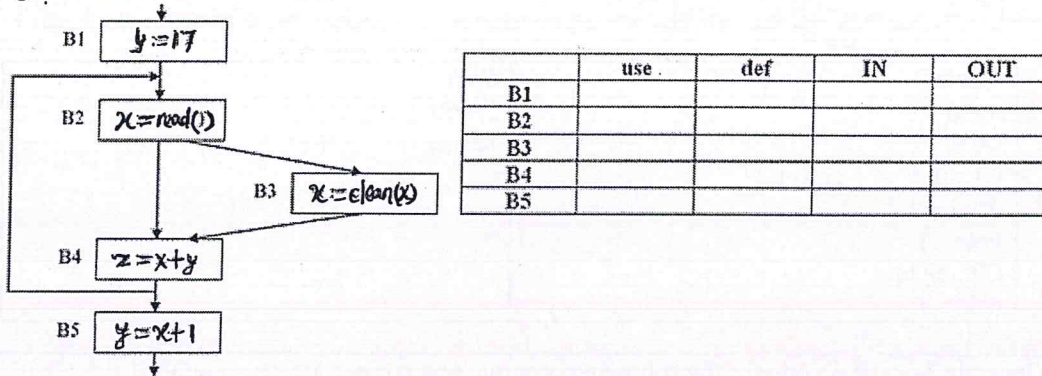 B1 y:=17
B2 x:=read()
B3 x:=clean(x)
B4 z:=x+y
B5 y:=x+1
use. def IN OUT
B1
B2
B3
B4
B5